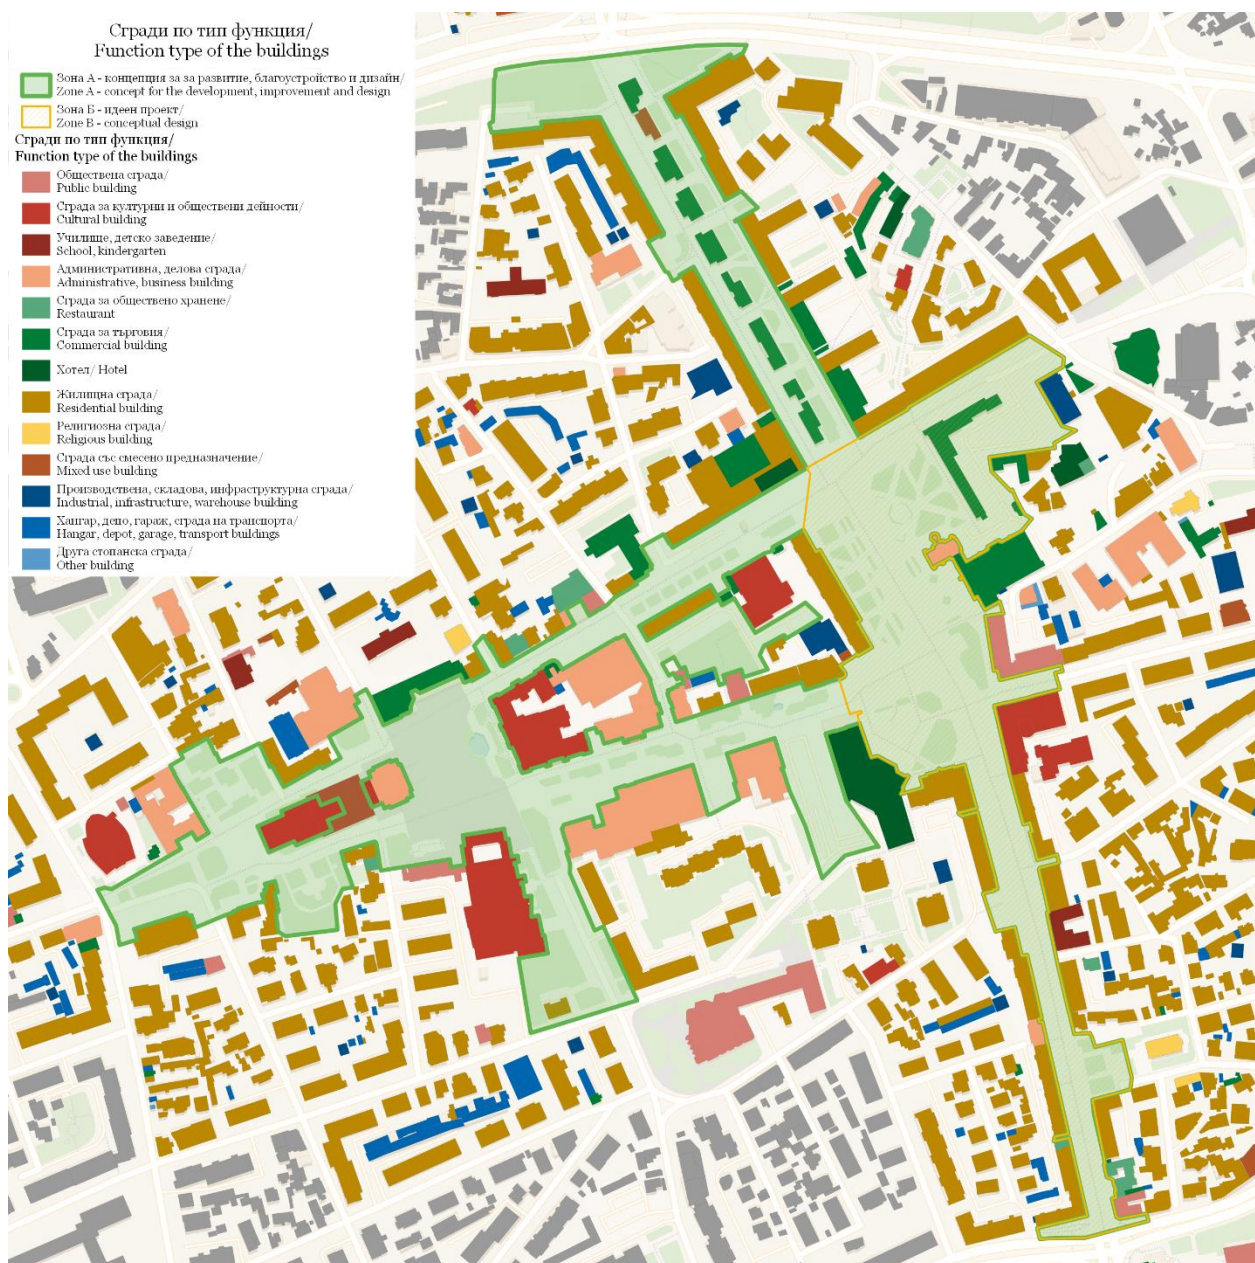 Сгради по тип функция/
Function type of the buildings
Зона А - концепция за за развитие, благоустройство и дизайн/
Zone A - concept for the development, improvement and design
Зона Б - идеен проект/
Zone B - conceptual design
Сгради по тип функция/
Function type of the buildings
Обществена сграда/
Public building
Сграда за културни и обществени дейности/
Cultural building
Училище, детско заведение/
School, kindergarten
Административна, делова сграда/
Administrative, business building
Сграда за обществено хранене/
Restaurant
Сграда за търговия/
Commercial building
Хотел/ Hotel
Жилищна сграда/
Residential building
Религиозна сграда/
Religious building
Сграда със смесено предназначение/
Mixed use building
Производствена, складова, инфраструктурна сграда/
Industrial, infrastructure, warehouse building
Хангар, депо, гараж, сграда на транспорта/
Hangar, depot, garage, transport buildings
Друга стопанска сграда/
Other building